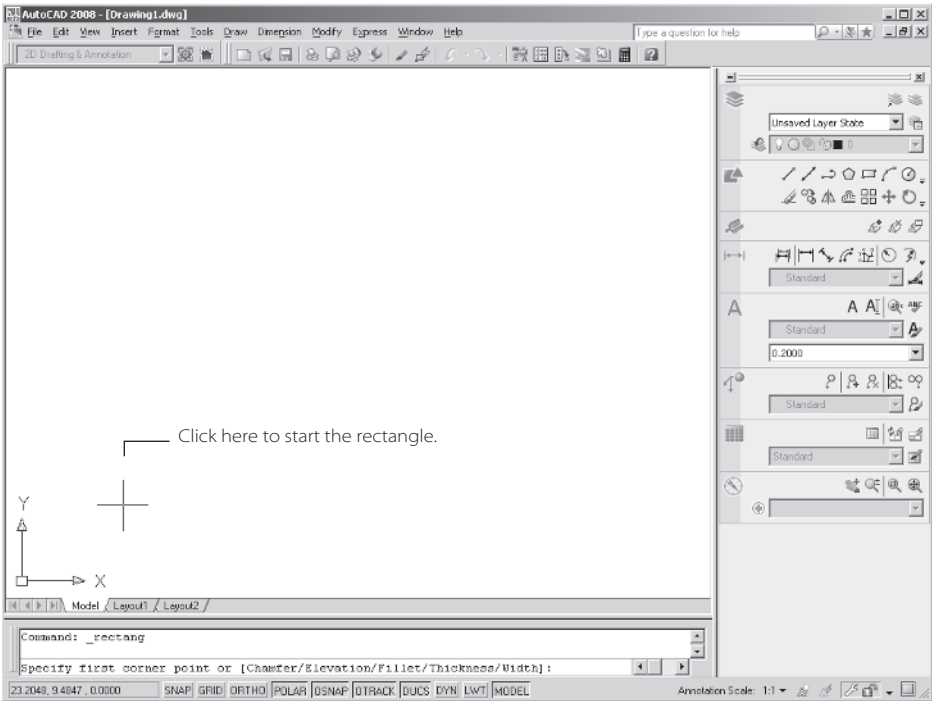 AutoCAD 2008 - [Drawing1.dwg]
File Edit View Insert Format Tools Draw Dimension Modify Express Window Help
Type a question for help
2D Drafting & Annotation
Unsaved Layer State
0
Standard
A A
Standard
0.2000
Standard
Standard
Click here to start the rectangle.
Y
X
Model Layout1 Layout2
Command: _rectang
Specify first corner point or [Chamfer/Elevation/Fillet/Thickness/Width]:
23.2048, 9.4847 , 0.0000 SNAP GRID ORTHO POLAR OSNAP OTRACK DUCS DYN LWT MODEL
Annotation Scale: 1:1